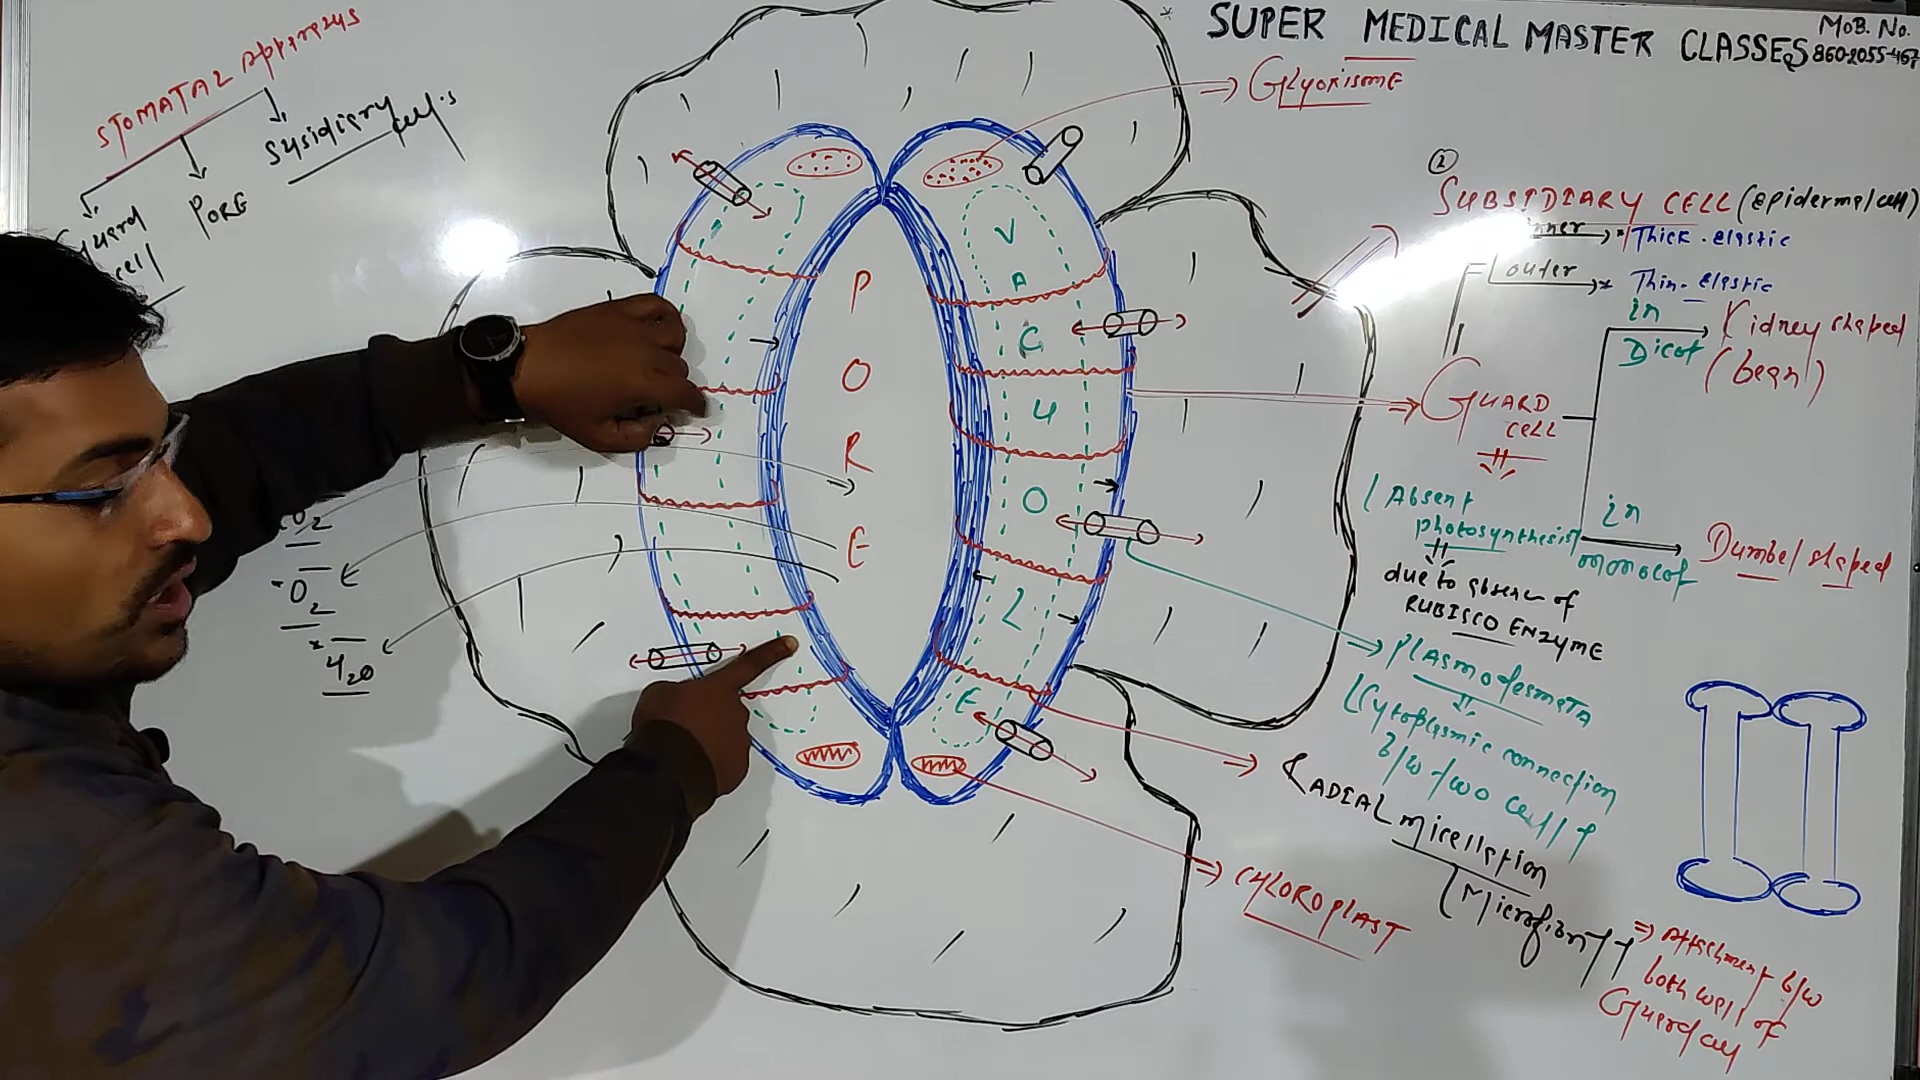 SUPER MEDICAL MASTER CLASSES
MOB. No.
STOMATAL Apparatus
Guard
cell
PORE
Sysidiary
cell's
O2
O2
H2O
P
O
R
E
V
A
C
U
O
L
E
GLyoxisome
2
SUBSIDIARY CELL (epidermal cell)
inner
Thick. elastic
outer
Thin. elastic
GUARD
CELL
in
Dicot
Kidney shaped
(bean)
in
monocot
Dumbel shaped
Absent
photosynthesis
due to absence of
RUBISCO ENZYME
PLASMODESMATA
Cytoplasmic connection
B/W two cell
RADIAL micellation
CHLOROPLAST
Attachment b/w
both wall of
Guard cell